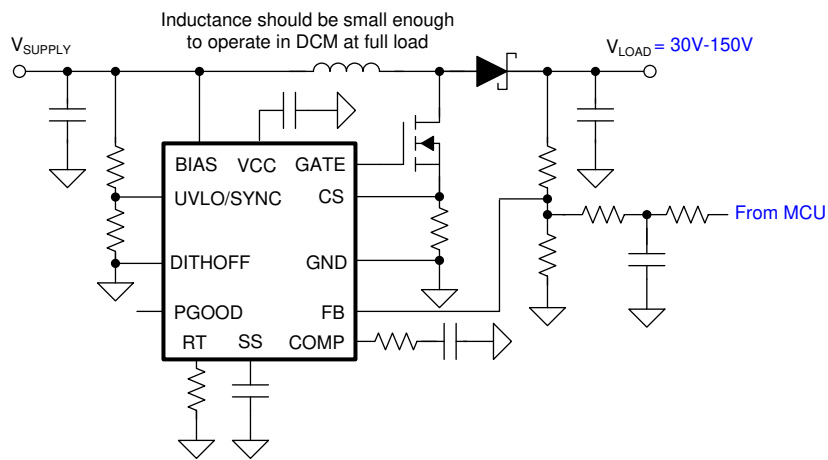 Inductance should be small enough
to operate in DCM at full load
VSUPPLY
VLOAD = 30V-150V
BIAS
VCC
GATE
UVLO/SYNC
CS
From MCU
DITHOFF
GND
PGOOD
FB
RT
SS
COMP